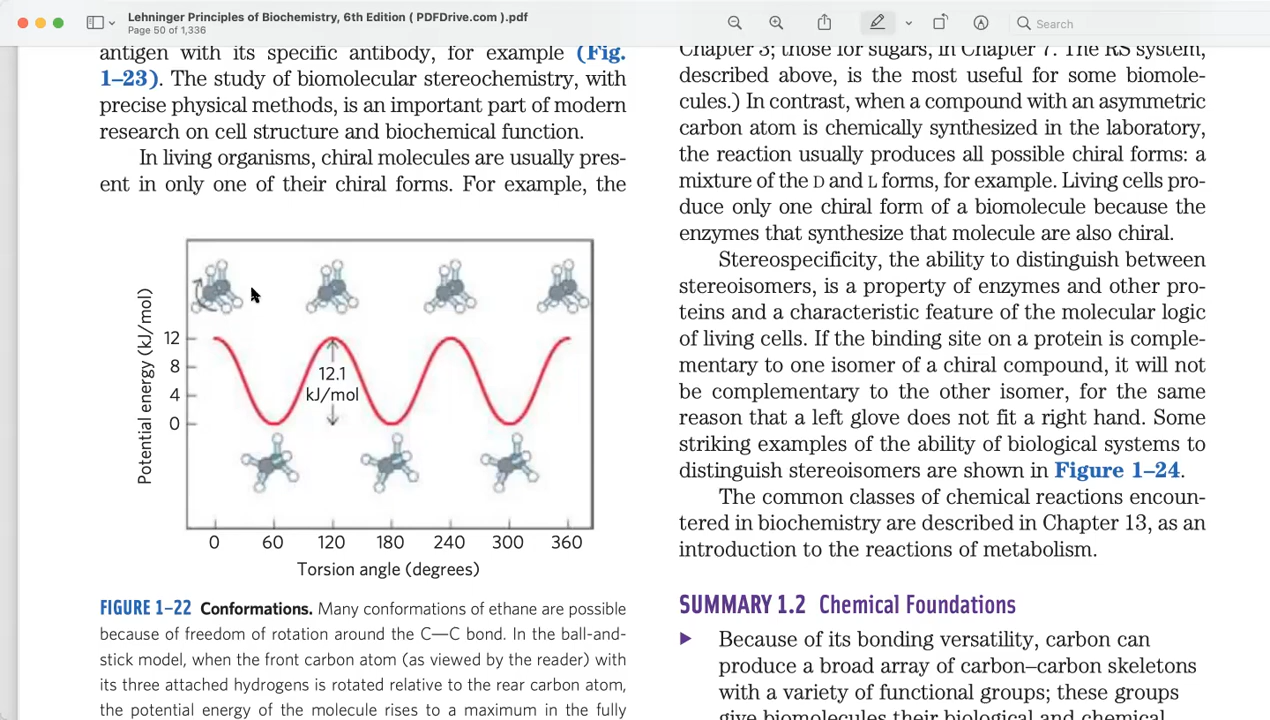 Lehninger Principles of Biochemistry, 6th Edition ( PDFDrive.com ).pdf
Page 50 of 1,336
Search
antigen with its specific antibody, for example (Fig.
1–23). The study of biomolecular stereochemistry, with
precise physical methods, is an important part of modern
research on cell structure and biochemical function.
In living organisms, chiral molecules are usually pres-
ent in only one of their chiral forms. For example, the
Potential energy (kJ/mol)
12
8
4
0
12.1
kJ/mol
0 60 120 180 240 300 360
Torsion angle (degrees)
FIGURE 1–22 Conformations. Many conformations of ethane are possible
because of freedom of rotation around the C—C bond. In the ball-and-
stick model, when the front carbon atom (as viewed by the reader) with
its three attached hydrogens is rotated relative to the rear carbon atom,
the potential energy of the molecule rises to a maximum in the fully
Chapter 3; those for sugars, in Chapter 7. The RS system,
described above, is the most useful for some biomole-
cules.) In contrast, when a compound with an asymmetric
carbon atom is chemically synthesized in the laboratory,
the reaction usually produces all possible chiral forms: a
mixture of the D and L forms, for example. Living cells pro-
duce only one chiral form of a biomolecule because the
enzymes that synthesize that molecule are also chiral.
Stereospecificity, the ability to distinguish between
stereoisomers, is a property of enzymes and other pro-
teins and a characteristic feature of the molecular logic
of living cells. If the binding site on a protein is comple-
mentary to one isomer of a chiral compound, it will not
be complementary to the other isomer, for the same
reason that a left glove does not fit a right hand. Some
striking examples of the ability of biological systems to
distinguish stereoisomers are shown in Figure 1–24.
The common classes of chemical reactions encoun-
tered in biochemistry are described in Chapter 13, as an
introduction to the reactions of metabolism.
SUMMARY 1.2 Chemical Foundations
Because of its bonding versatility, carbon can
produce a broad array of carbon–carbon skeletons
with a variety of functional groups; these groups
give biomolecules their biological and chemical